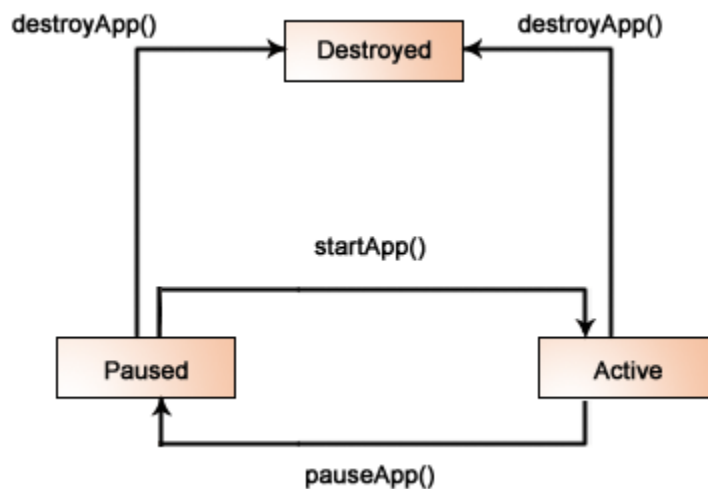 destroyApp()
destroyApp()
Destroyed
startApp()
Paused
Active
pauseApp()